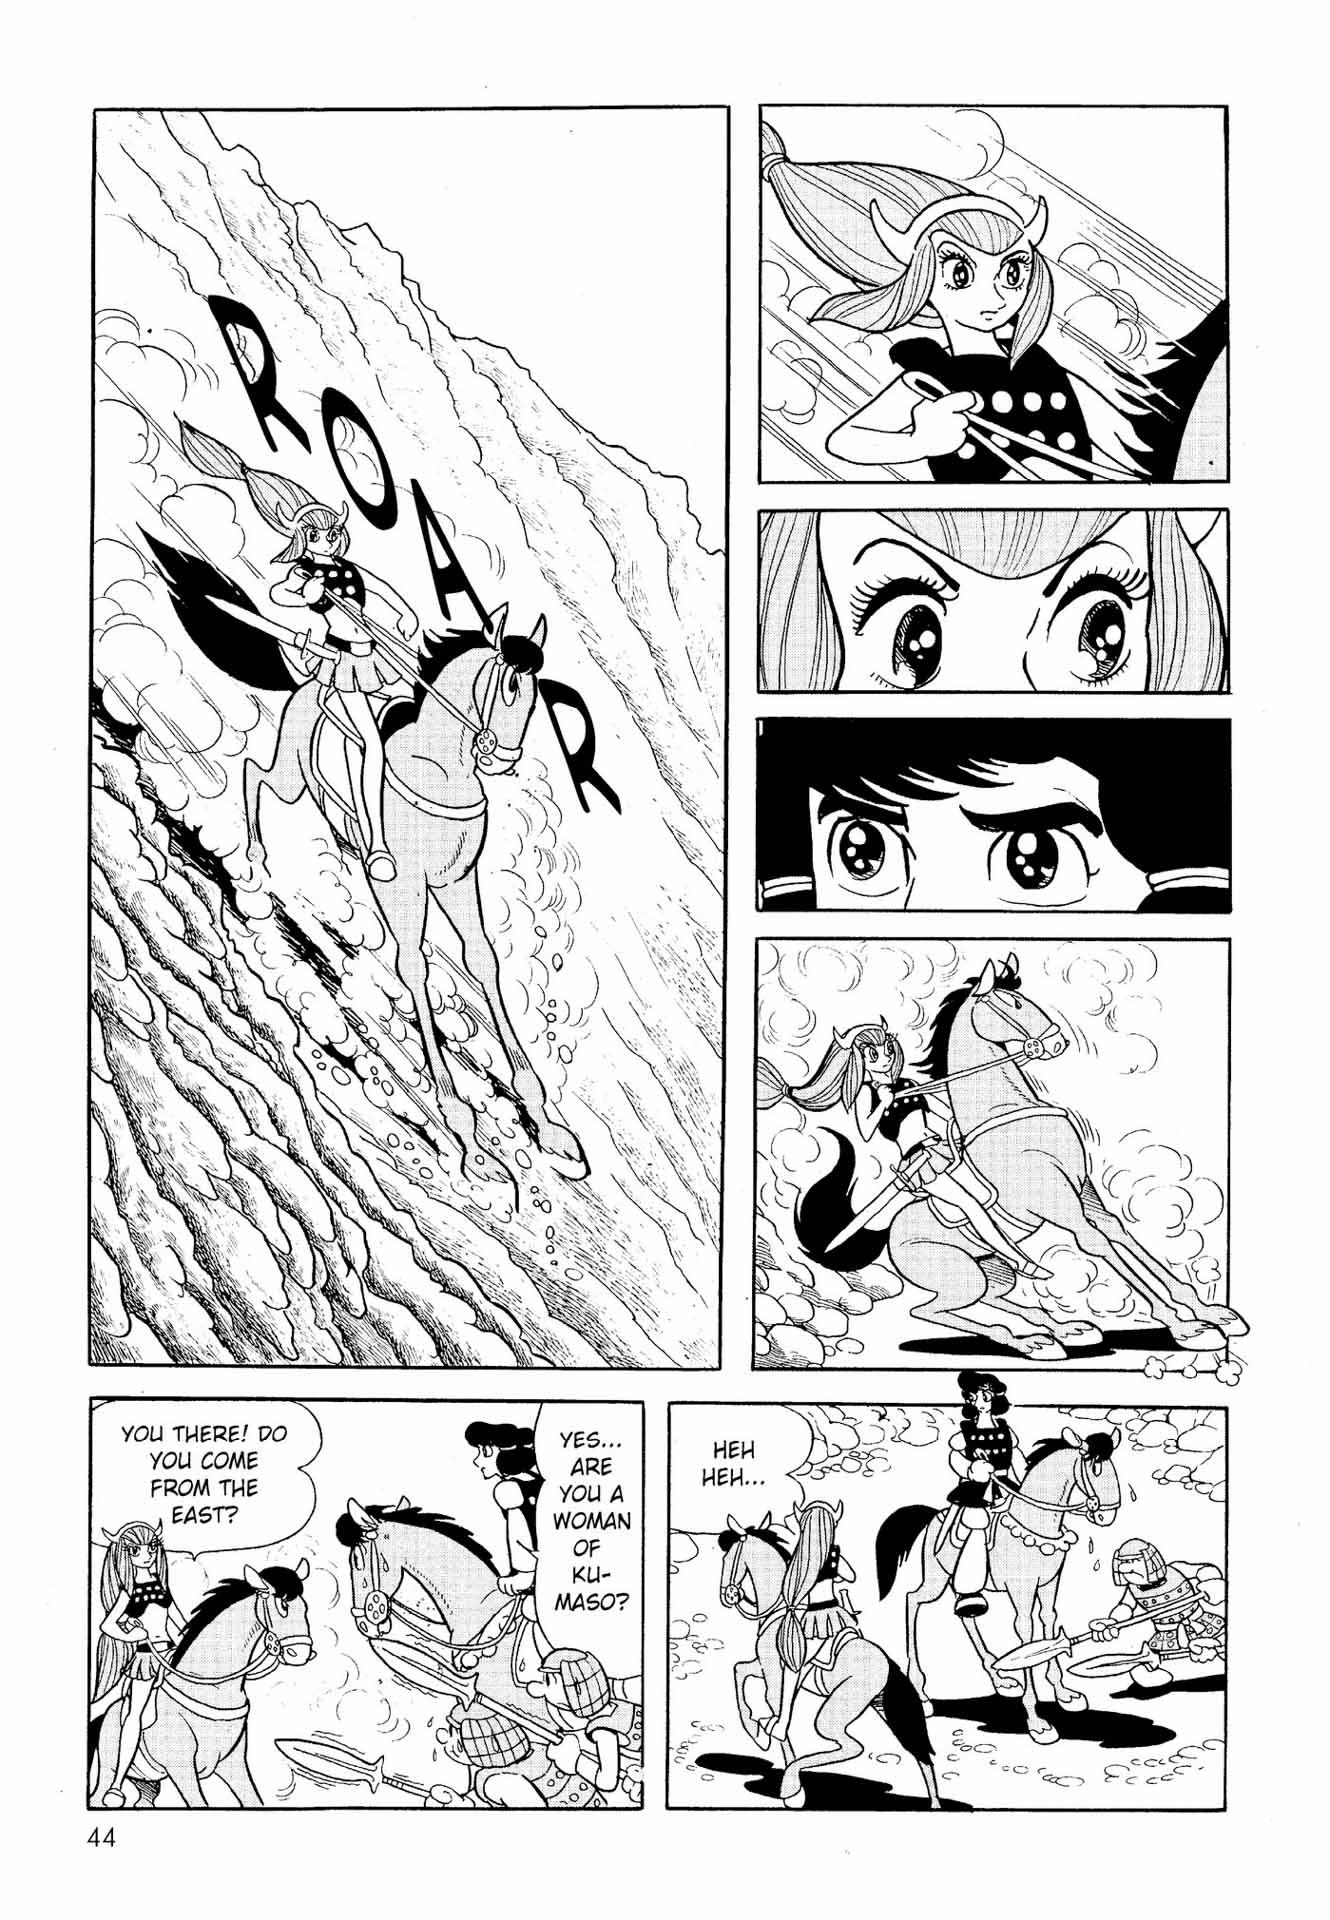 ROAR
YOU THERE! DO
YOU COME
FROM THE
EAST?
YES...
ARE
YOU A
WOMAN
OF
KU-
MASO?
HEH
HEH...
44